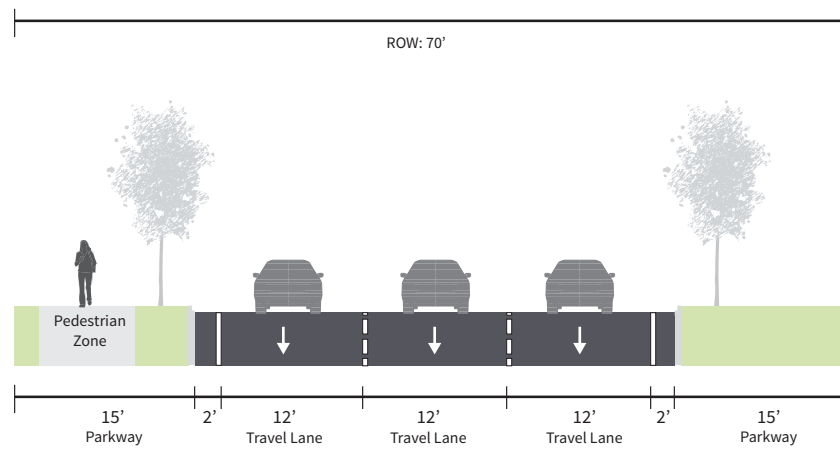 ROW: 70’
Pedestrian
Zone
15’
Parkway
2’
12’
Travel Lane
12’
Travel Lane
12’
Travel Lane
2’
15’
Parkway